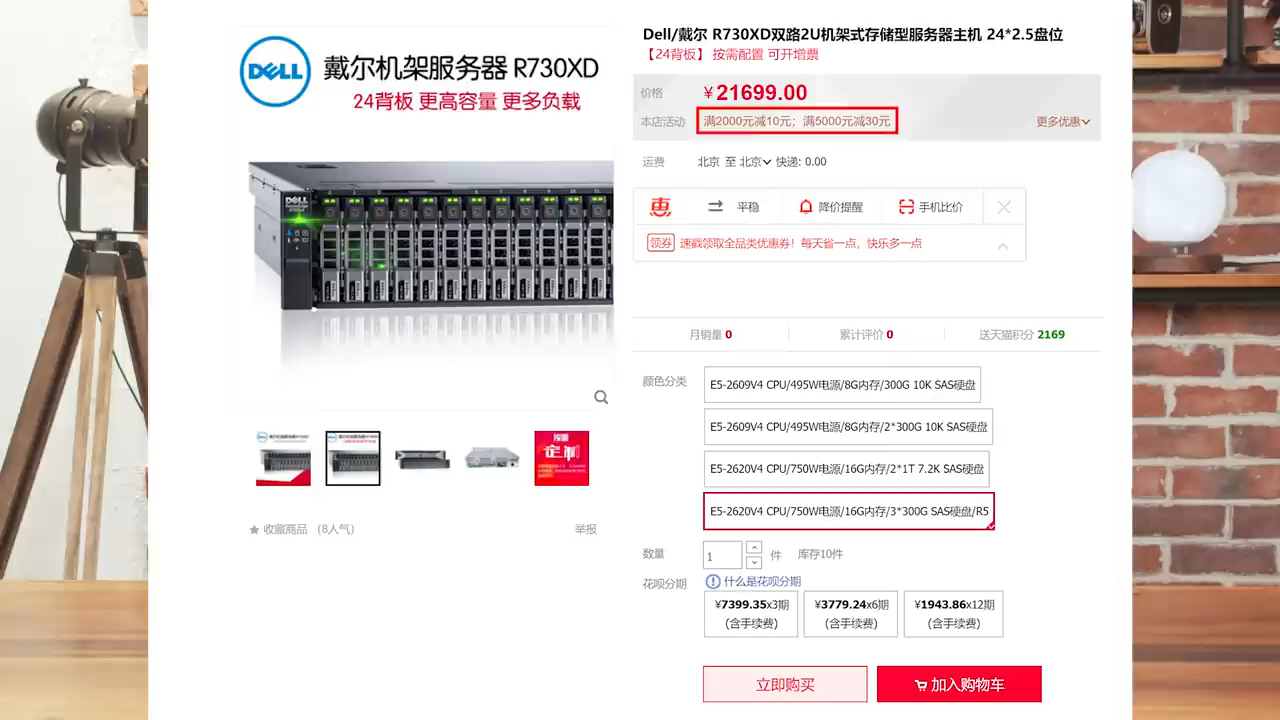 Dell/戴尔 R730XD双路2U机架式存储型服务器主机 24*2.5盘位
【24背板】 按需配置 可开增票
DELL
戴尔机架服务器 R730XD
24背板 更高容量 更多负载
价格
¥21699.00
本店活动
满2000元减10元；满5000元减30元
更多优惠
运费
北京 至 北京 快递: 0.00
惠
平稳
降价提醒
手机比价
领券
速戳领取全品类优惠券！每天省一点，快乐多一点
DELL
月销量 0
累计评价 0
送天猫积分 2169
颜色分类
E5-2609V4 CPU/495W电源/8G内存/300G 10K SAS硬盘
E5-2609V4 CPU/495W电源/8G内存/2*300G 10K SAS硬盘
E5-2620V4 CPU/750W电源/16G内存/2*1T 7.2K SAS硬盘
E5-2620V4 CPU/750W电源/16G内存/3*300G SAS硬盘/R5
按需
定制
收藏商品 (8人气)
举报
数量
1
件
库存10件
花呗分期
什么是花呗分期
¥7399.35x3期
(含手续费)
¥3779.24x6期
(含手续费)
¥1943.86x12期
(含手续费)
立即购买
加入购物车